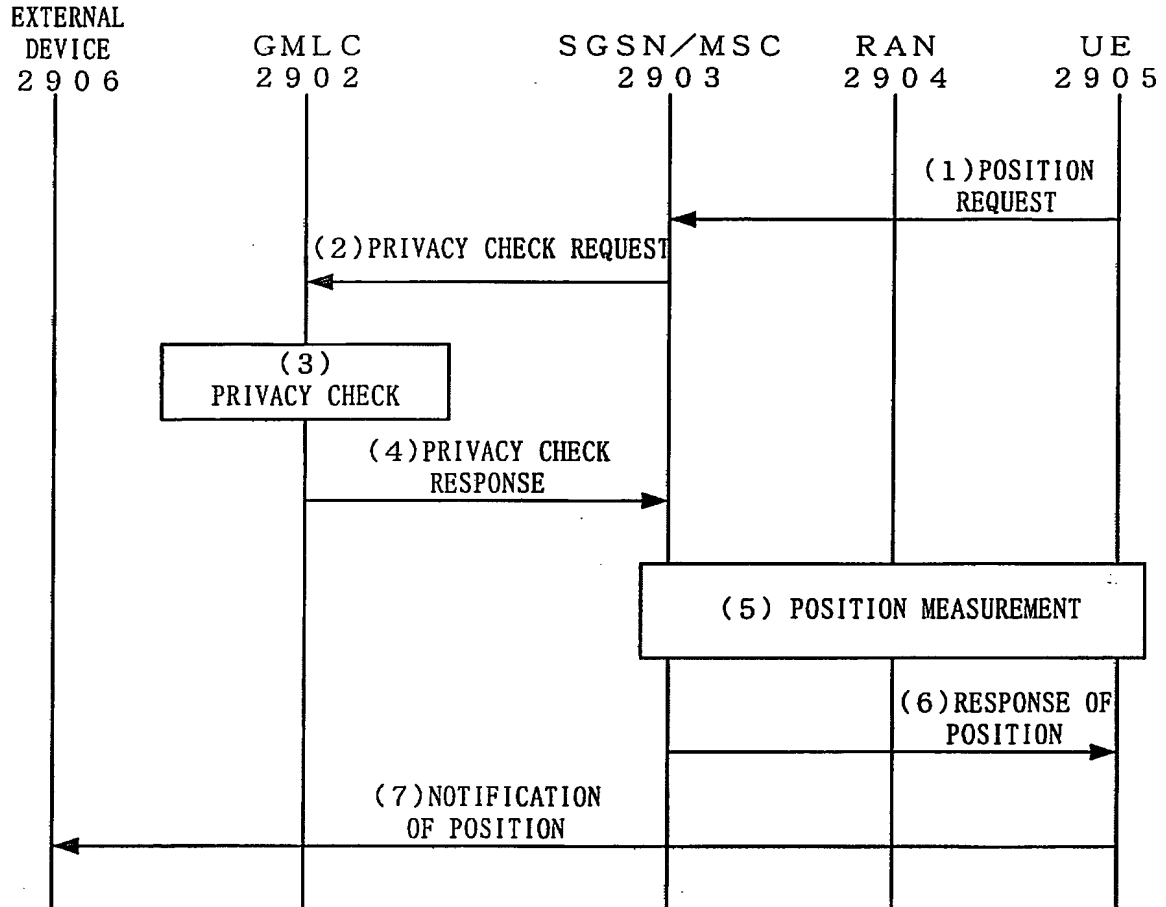 EXTERNAL
DEVICE
2906
GMLC
2902
SGSN/MSC
2903
RAN
2904
UE
2905
(1)POSITION
REQUEST
(2)PRIVACY CHECK REQUEST
(3)
PRIVACY CHECK
(4)PRIVACY CHECK
RESPONSE
(5) POSITION MEASUREMENT
(6)RESPONSE OF
POSITION
(7)NOTIFICATION
OF POSITION